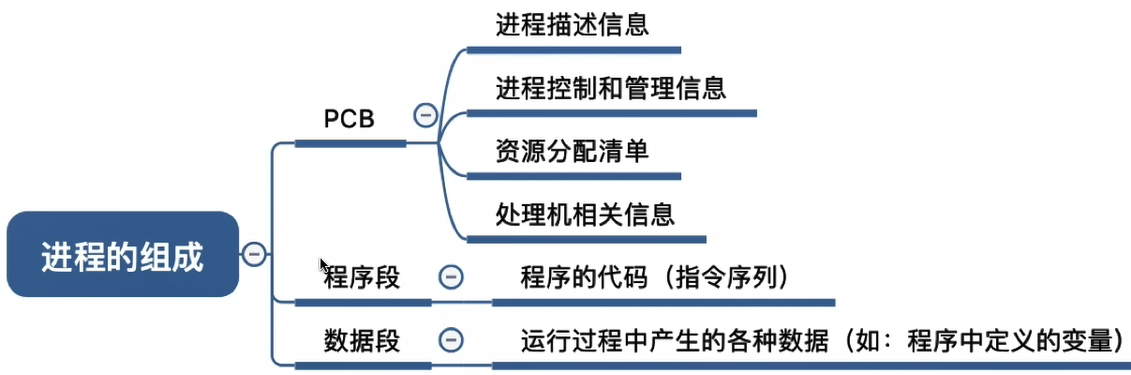 进程描述信息
进程控制和管理信息
PCB
资源分配清单
处理机相关信息
进程的组成
程序段
程序的代码（指令序列）
数据段
运行过程中产生的各种数据（如：程序中定义的变量）